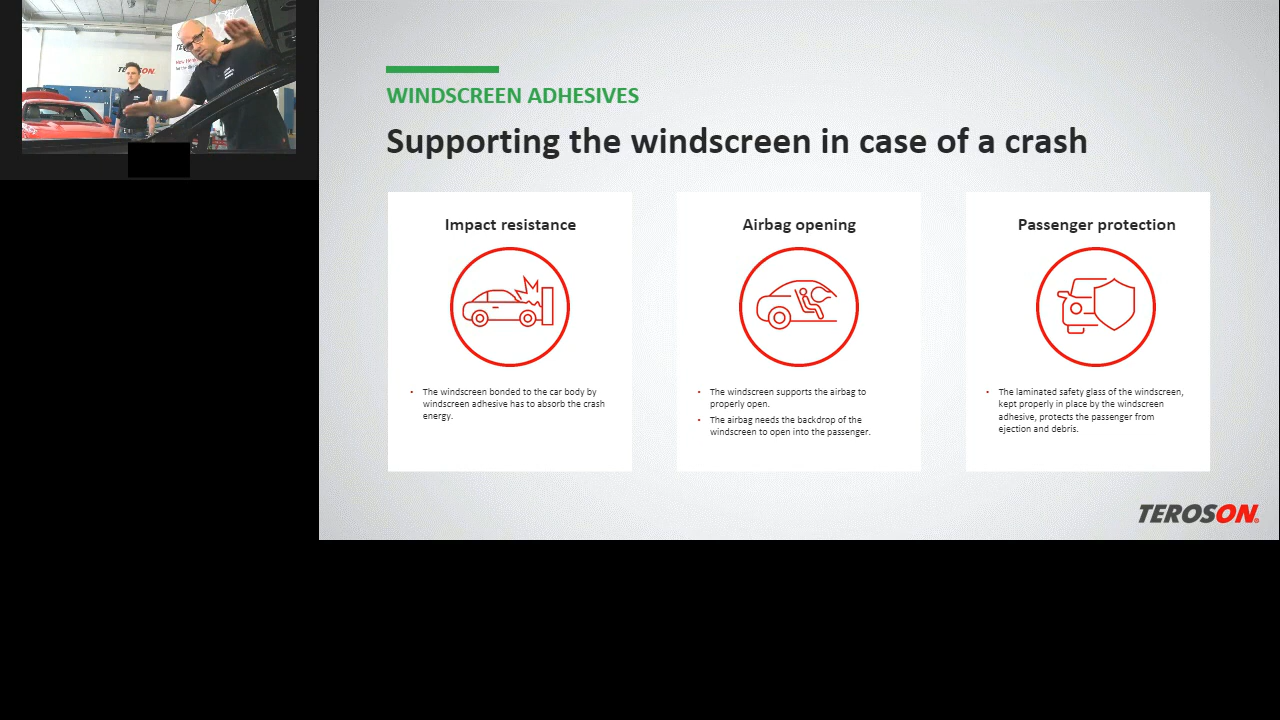 TEROSON
WINDSCREEN ADHESIVES
Supporting the windscreen in case of a crash
Impact resistance
• The windscreen bonded to the car body by
windscreen adhesive has to absorb the crash
energy.
Airbag opening
• The windscreen supports the airbag to
properly open.
• The airbag needs the backdrop of the
windscreen to open into the passenger.
Passenger protection
• The laminated safety glass of the windscreen,
kept properly in place by the windscreen
adhesive, protects the passenger from
ejection and debris.
TEROSON®